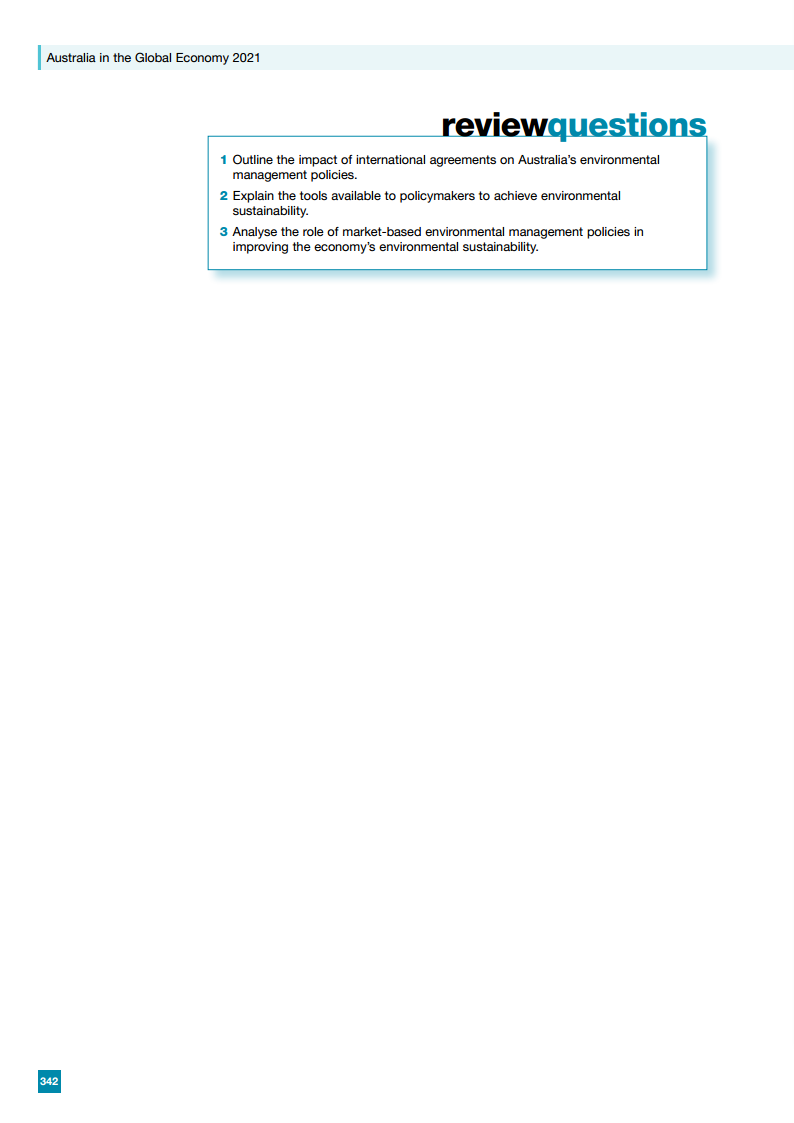 Australia in the Global Economy 2021
reviewquestions
1 Outline the impact of international agreements on Australia’s environmental
management policies.
2 Explain the tools available to policymakers to achieve environmental
sustainability.
3 Analyse the role of market-based environmental management policies in
improving the economy’s environmental sustainability.
342